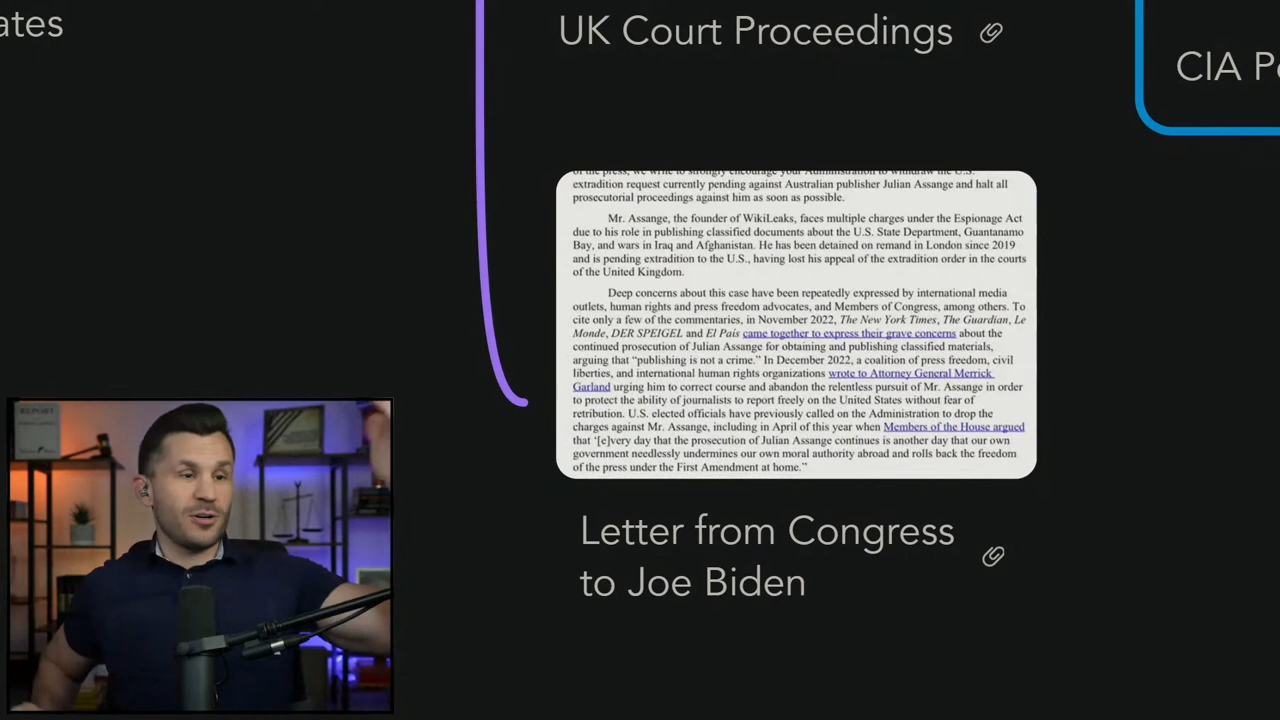 ates
UK Court Proceedings
CIA P
of the press, we write to strongly encourage your Administration to withdraw the U.S.
extradition request currently pending against Australian publisher Julian Assange and halt all
prosecutorial proceedings against him as soon as possible.
Mr. Assange, the founder of WikiLeaks, faces multiple charges under the Espionage Act
due to his role in publishing classified documents about the U.S. State Department, Guantanamo
Bay, and wars in Iraq and Afghanistan. He has been detained on remand in London since 2019
and is pending extradition to the U.S., having lost his appeal of the extradition order in the courts
of the United Kingdom.
Deep concerns about this case have been repeatedly expressed by international media
outlets, human rights and press freedom advocates, and Members of Congress, among others. To
cite only a few of the commentaries, in November 2022, The New York Times, The Guardian, Le
Monde, DER SPEIGEL and El País came together to express their grave concerns about the
continued prosecution of Julian Assange for obtaining and publishing classified materials,
arguing that “publishing is not a crime.” In December 2022, a coalition of press freedom, civil
liberties, and international human rights organizations wrote to Attorney General Merrick
Garland urging him to correct course and abandon the relentless pursuit of Mr. Assange in order
to protect the ability of journalists to report freely on the United States without fear of
retribution. U.S. elected officials have previously called on the Administration to drop the
charges against Mr. Assange, including in April of this year when Members of the House argued
that ‘[e]very day that the prosecution of Julian Assange continues is another day that our own
government needlessly undermines our own moral authority abroad and rolls back the freedom
of the press under the First Amendment at home.”
Letter from Congress
to Joe Biden
REPORT